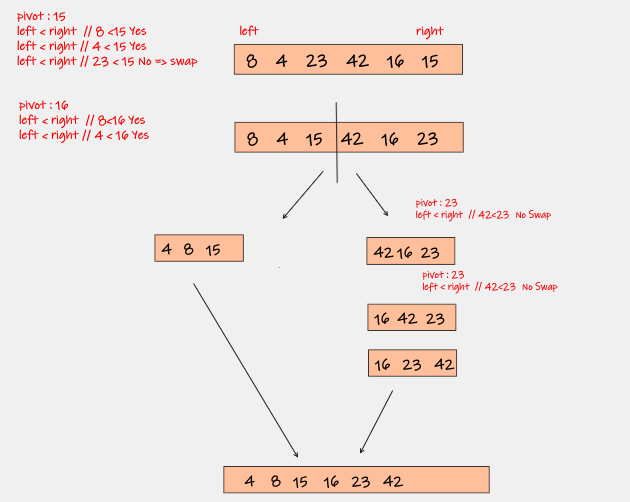 pivot : 15
left < right // 8 <15 Yes
left < right // 4 < 15 Yes
left < right // 23 < 15 No => swap
left right
8 4 23 42 16 15
pivot : 16
left < right // 8<16 Yes
left < right // 4 < 16 Yes
8 4 15 42 16 23
pivot : 23
left < right // 42<23 No Swap
4 8 15
42 16 23
pivot : 23
left < right // 42<23 No Swap
16 42 23
16 23 42
4 8 15 16 23 42